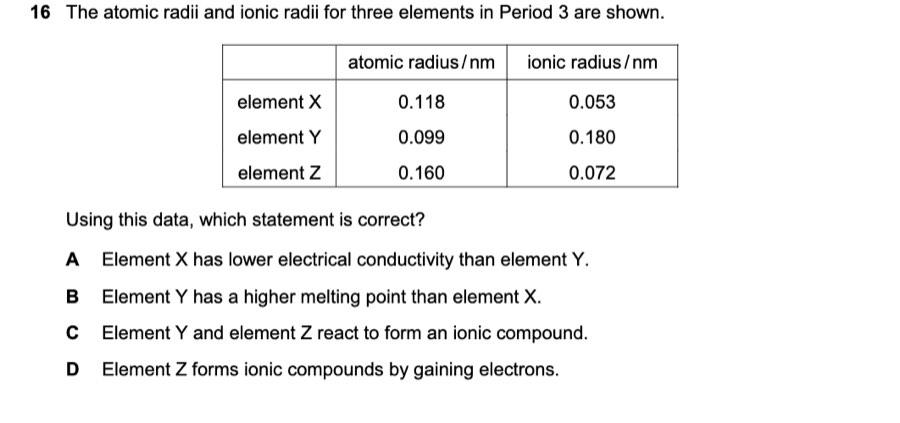 16 The atomic radii and ionic radii for three elements in Period 3 are shown.
atomic radius / nm ionic radius / nm
element X 0.118 0.053
element Y 0.099 0.180
element Z 0.160 0.072
Using this data, which statement is correct?
A Element X has lower electrical conductivity than element Y.
B Element Y has a higher melting point than element X.
C Element Y and element Z react to form an ionic compound.
D Element Z forms ionic compounds by gaining electrons.